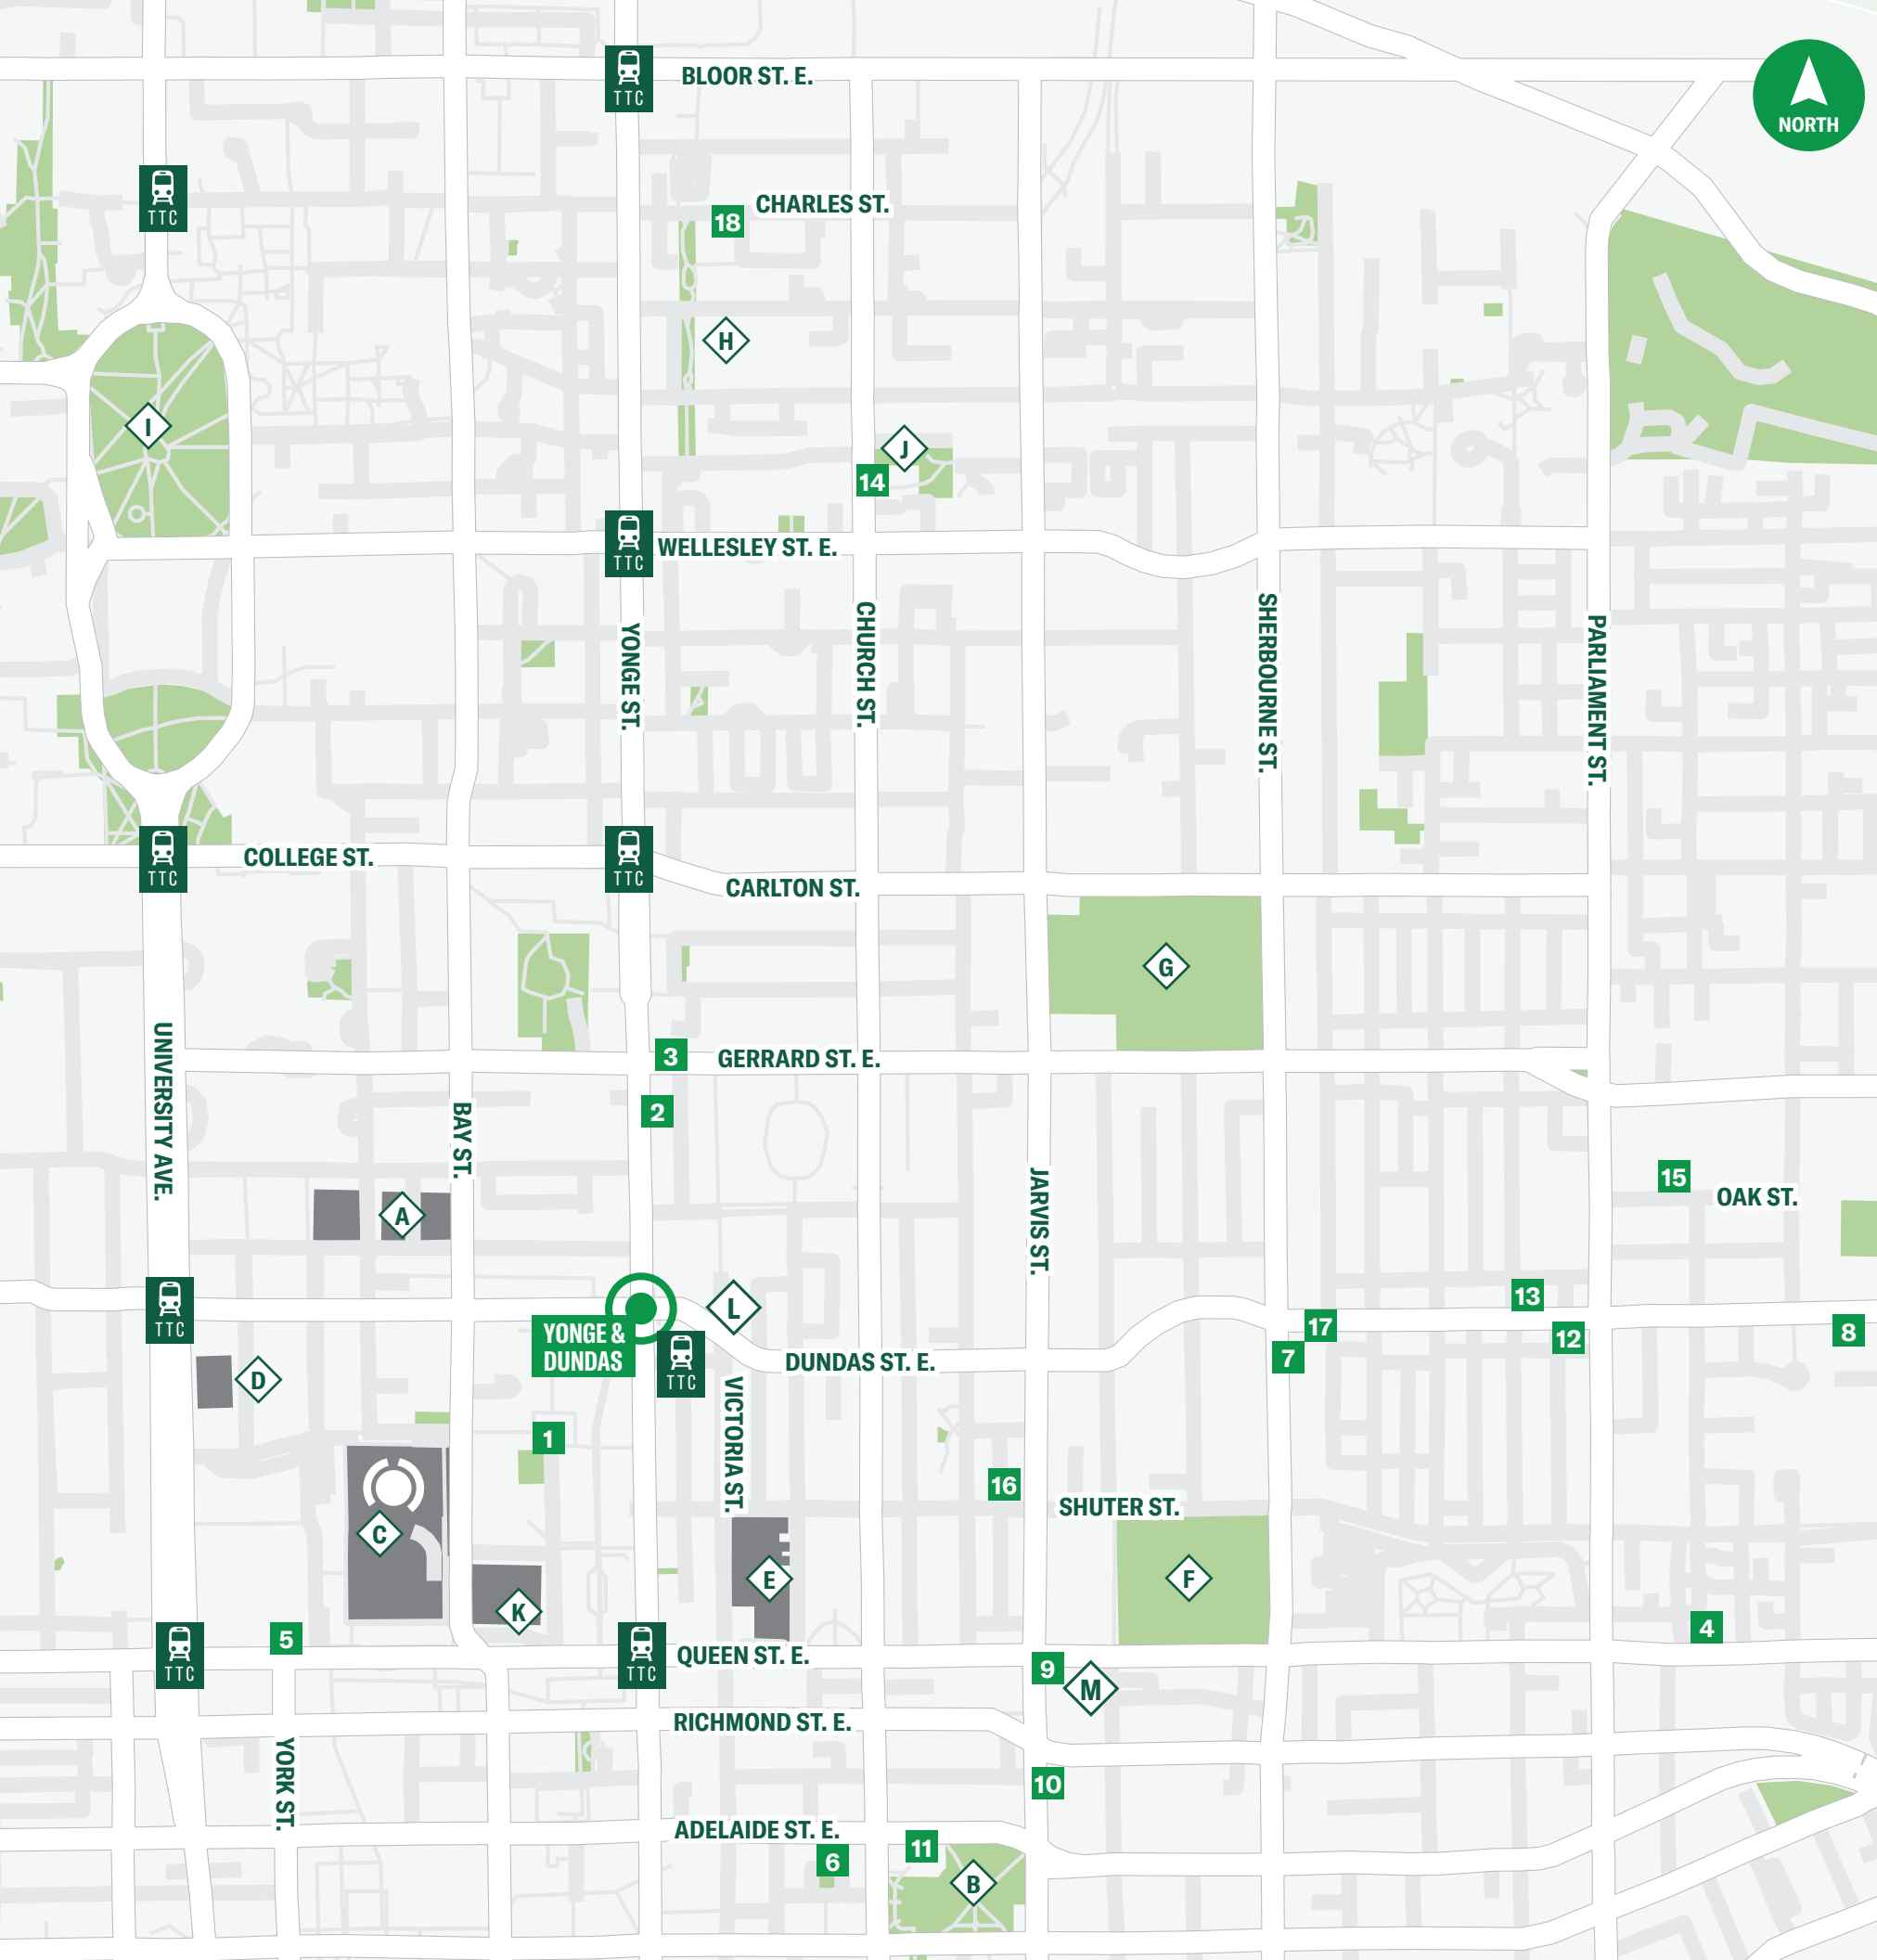 BLOOR ST. E.
TTC
NORTH
TTC
CHARLES ST.
18
H
I
J
14
TTC
WELLESLEY ST. E.
YONGE ST.
CHURCH ST.
SHERBOURNE ST.
PARLIAMENT ST.
TTC
COLLEGE ST.
TTC
CARLTON ST.
G
UNIVERSITY AVE.
3
GERRARD ST. E.
2
BAY ST.
JARVIS ST.
15
OAK ST.
A
TTC
L
13
YONGE &
DUNDAS
TTC
DUNDAS ST. E.
17
12
8
7
D
VICTORIA ST.
1
16
SHUTER ST.
C
E
F
K
5
4
TTC
TTC
QUEEN ST. E.
9
M
RICHMOND ST. E.
YORK ST.
10
ADELAIDE ST. E.
6
11
B